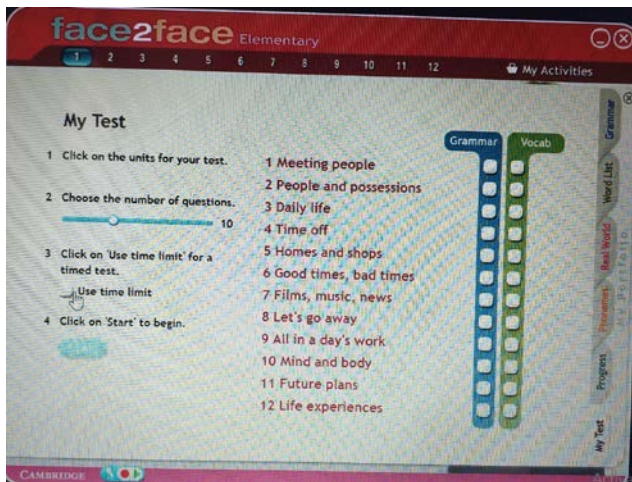 face2face Elementary
1 2 3 4 5 6 7 8 9 10 11 12
My Activities
My Test
1 Click on the units for your test.
2 Choose the number of questions.
10
3 Click on 'Use time limit' for a
timed test.
Use time limit
4 Click on 'Start' to begin.
Grammar Vocab
1 Meeting people
2 People and possessions
3 Daily life
4 Time off
5 Homes and shops
6 Good times, bad times
7 Films, music, news
8 Let's go away
9 All in a day's work
10 Mind and body
11 Future plans
12 Life experiences
Grammar
Word List
Real World
Phonemes
Progress
My Test
My Portfolio
CAMBRIDGE